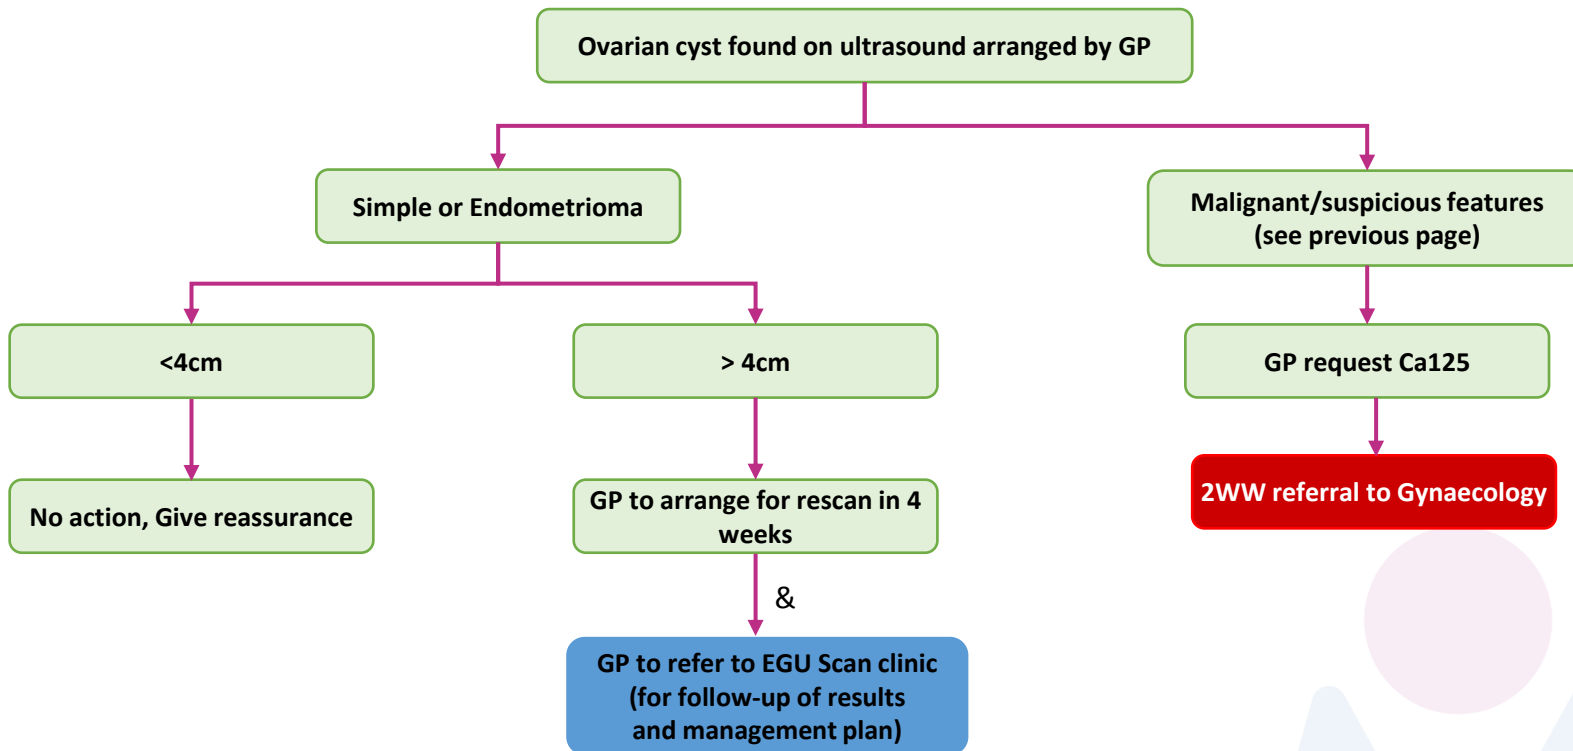 Ovarian cyst found on ultrasound arranged by GP
Simple or Endometrioma
Malignant/suspicious features
(see previous page)
<4cm
> 4cm
GP request Ca125
No action, Give reassurance
GP to arrange for rescan in 4
weeks
2WW referral to Gynaecology
&
GP to refer to EGU Scan clinic
(for follow-up of results
and management plan)